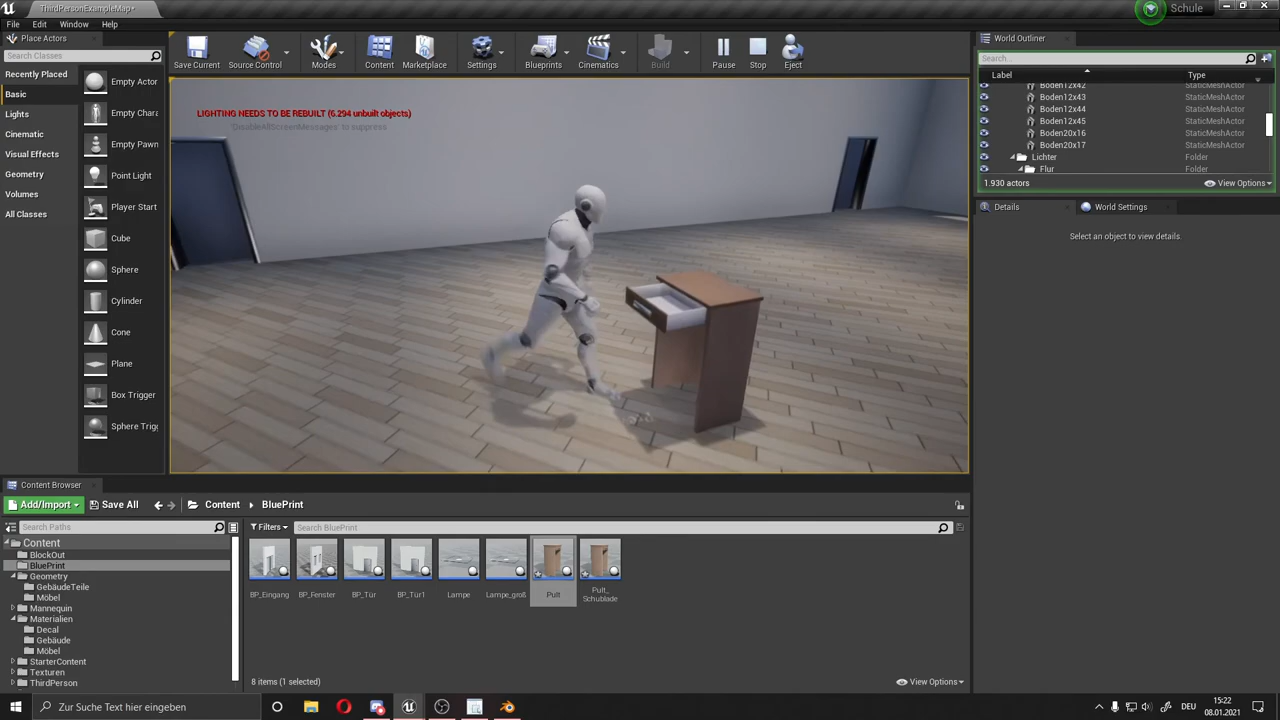 ThirdPersonExampleMap*
Schule
File Edit Window Help
Place Actors
Search Classes
Recently Placed
Basic
Lights
Cinematic
Visual Effects
Geometry
Volumes
All Classes
Empty Actor
Empty Chara
Empty Pawn
Point Light
Player Start
Cube
Sphere
Cylinder
Cone
Plane
Box Trigger
Sphere Trig
Save Current Source Control Modes Content Marketplace Settings Blueprints Cinematics Build Pause Stop Eject
LIGHTING NEEDS TO BE REBUILT (6.294 unbuilt objects)
'DisableAllScreenMessages' to suppress
World Outliner
Search...
Label Type
Boden12x42 StaticMeshActor
Boden12x43 StaticMeshActor
Boden12x44 StaticMeshActor
Boden12x45 StaticMeshActor
Boden20x16 StaticMeshActor
Boden20x17 StaticMeshActor
Lichter Folder
Flur Folder
1.930 actors View Options
Details World Settings
Select an object to view details.
Content Browser
Add/Import Save All Content BluePrint
Search Paths
Filters Search BluePrint
Content
BlockOut
BluePrint
Geometry
GebäudeTeile
Möbel
Mannequin
Materialien
Decal
Gebäude
Möbel
StarterContent
Texturen
ThirdPerson
BP_Eingang BP_Fenster BP_Tür BP_Tür1 Lampe Lampe_groß Pult Pult_
Schublade
8 items (1 selected) View Options
Zur Suche Text hier eingeben
DEU
15:22
08.01.2021